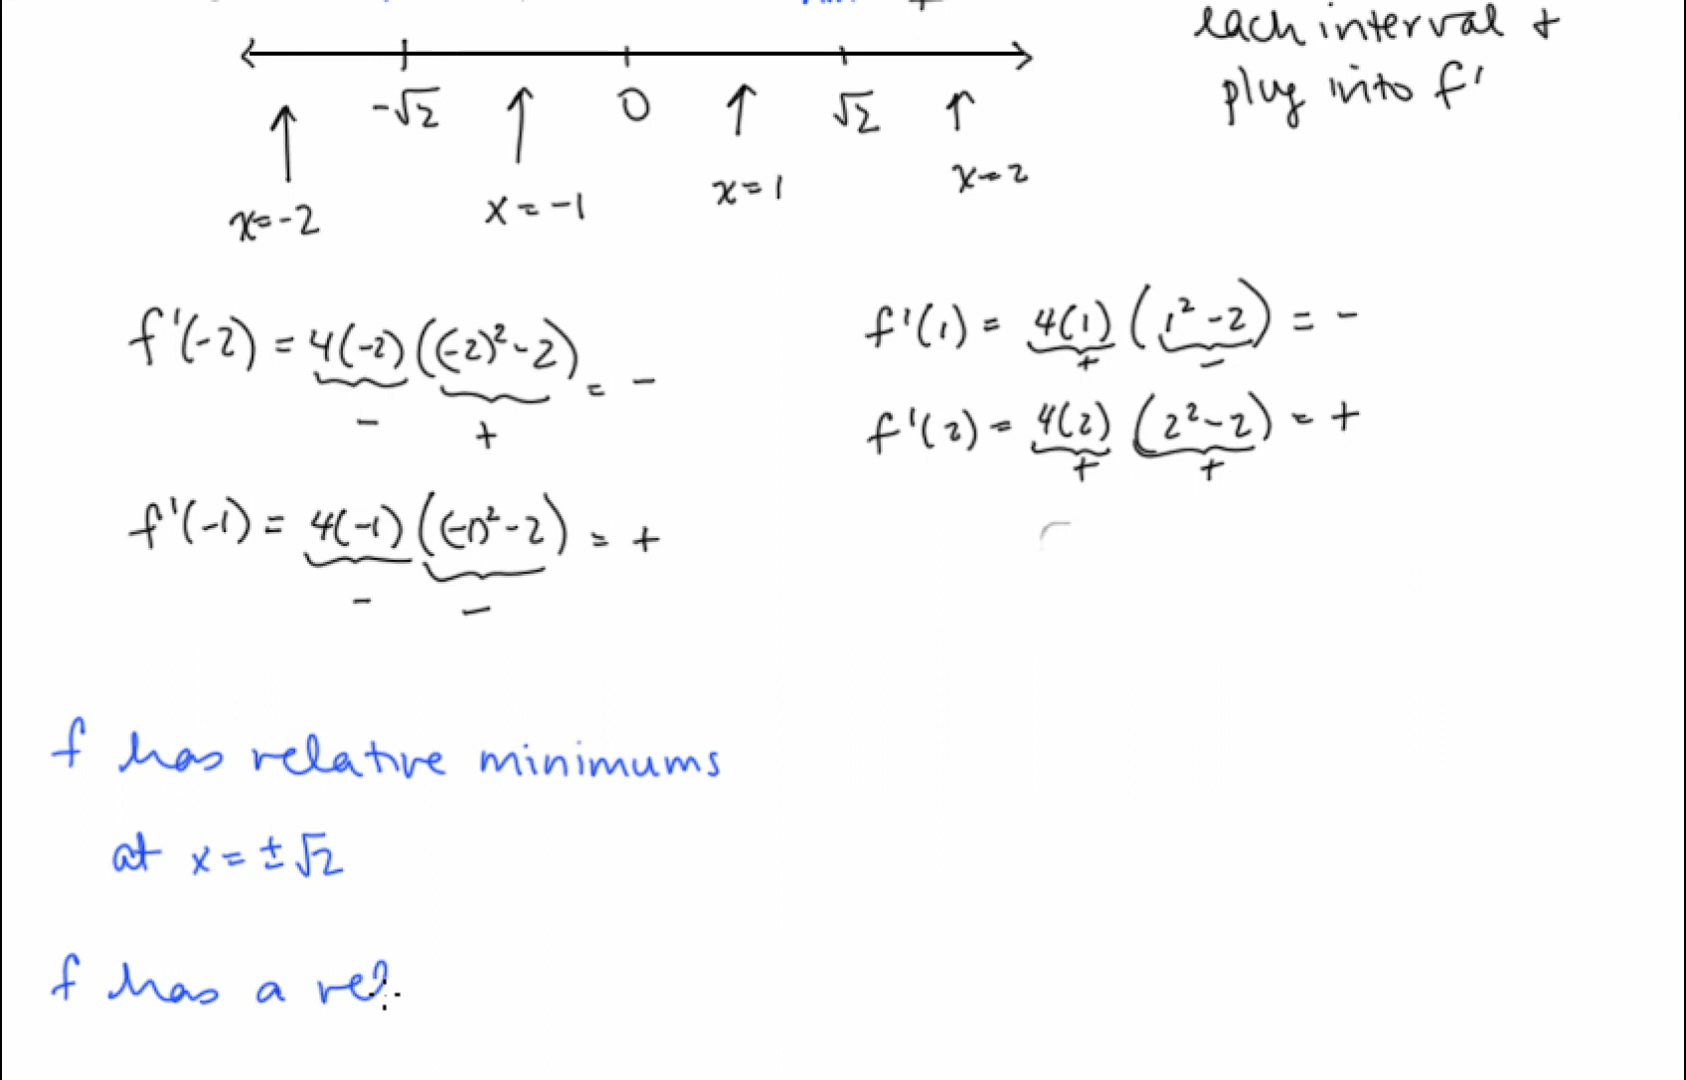 each interval +
plug into f'
-√2 0 √2
x=-2 x=-1 x=1 x=2
f'(-2) = 4(-2)((-2)²-2) = -
- +
f'(-1) = 4(-1)((-1)²-2) = +
- -
f'(1) = 4(1)(1²-2) = -
+ -
f'(2) = 4(2)(2²-2) = +
+ +
f has relative minimums
at x = ±√2
f has a rel